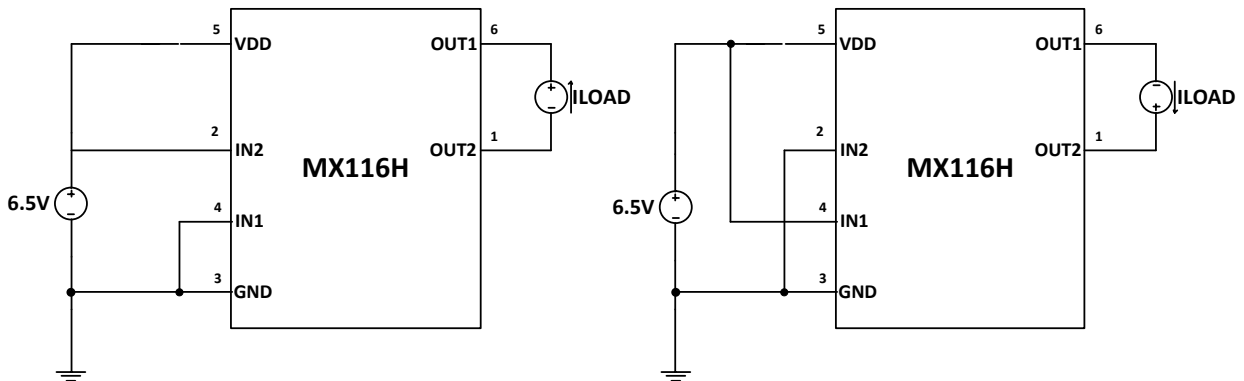 5 VDD OUT1 6
2 IN2 OUT2 1
MX116H
6.5V + −
4 IN1
3 GND
+ − ILOAD
5 VDD OUT1 6
2 IN2 OUT2 1
MX116H
6.5V + −
4 IN1
3 GND
− + ILOAD